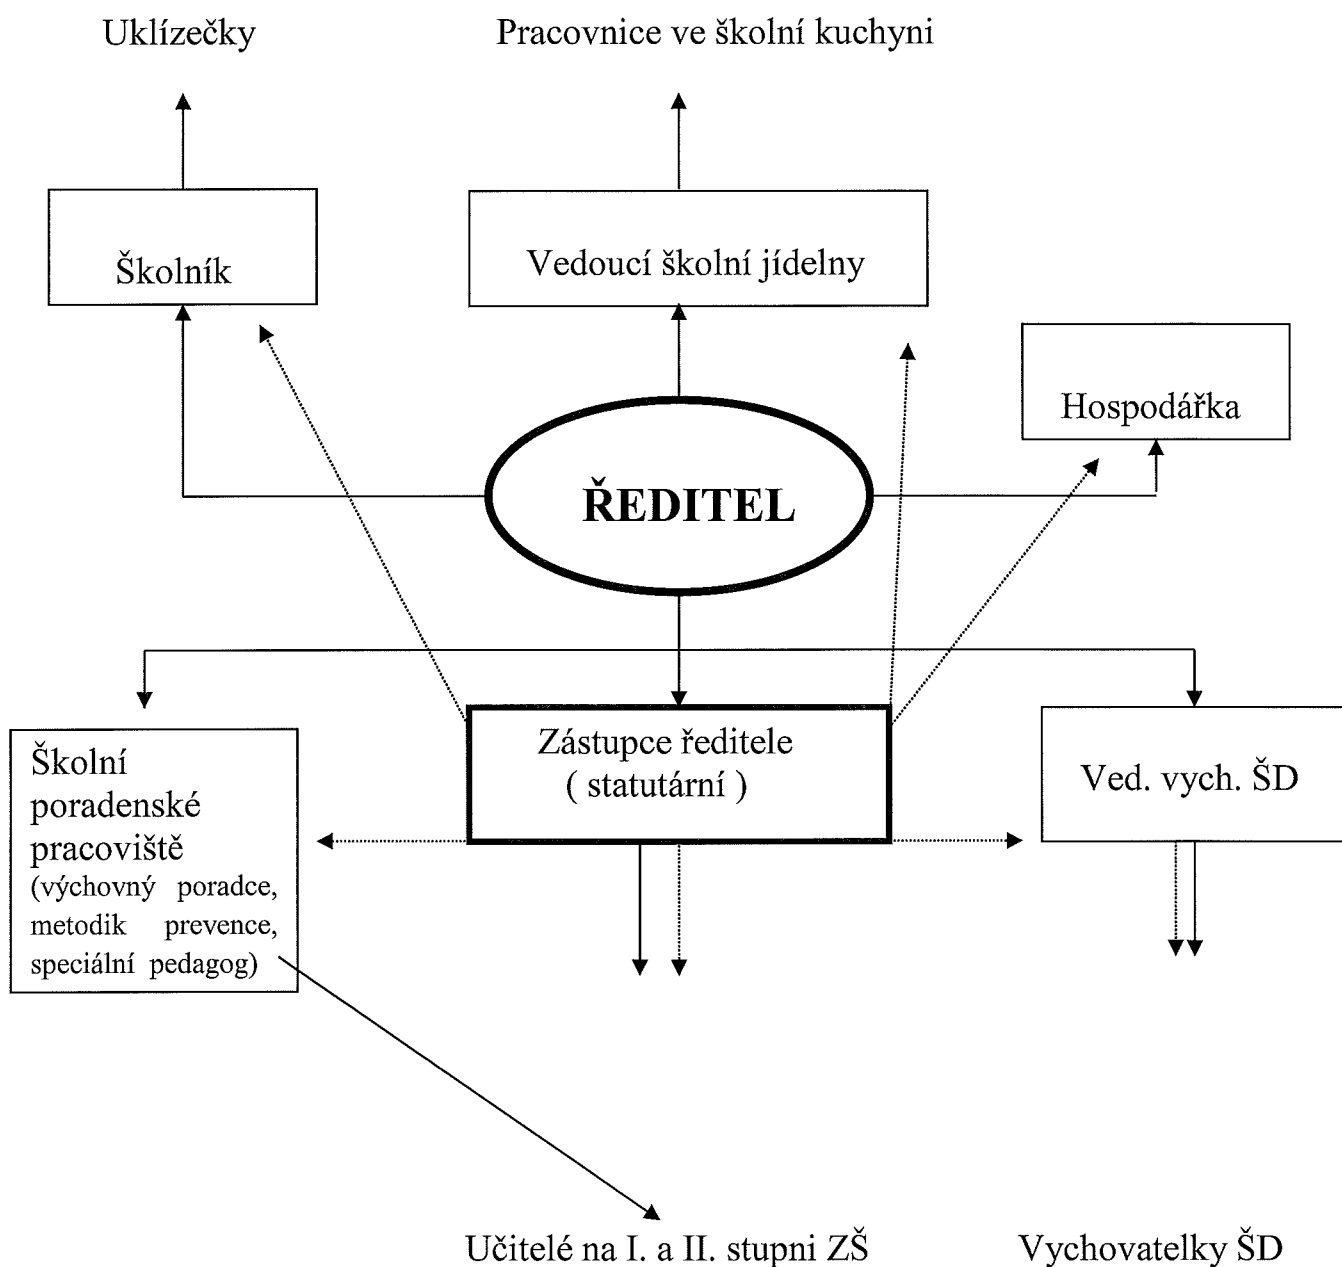 Uklízečky
Pracovnice ve školní kuchyni
Školník
Vedoucí školní jídelny
Hospodářka
ŘEDITEL
Zástupce ředitele
( statutární )
Školní
poradenské
pracoviště
(výchovný poradce,
metodik prevence,
speciální pedagog)
Ved. vych. ŠD
Učitelé na I. a II. stupni ZŠ
Vychovatelky ŠD